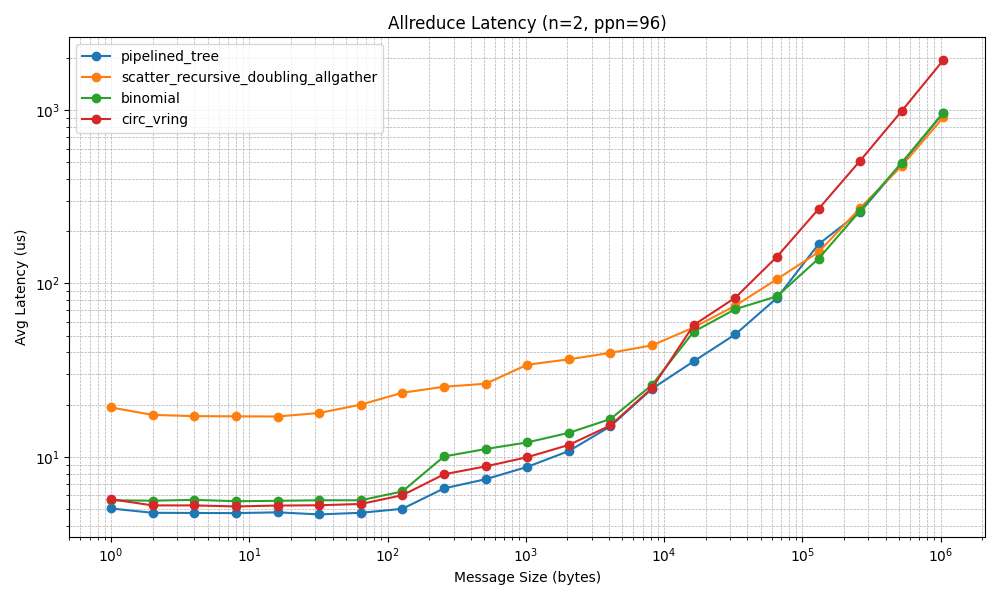 Allreduce Latency (n=2, ppn=96)
pipelined_tree
scatter_recursive_doubling_allgather
binomial
circ_vring
Avg Latency (us)
10³
10²
10¹
10⁰
10¹
10²
10³
10⁴
10⁵
10⁶
Message Size (bytes)